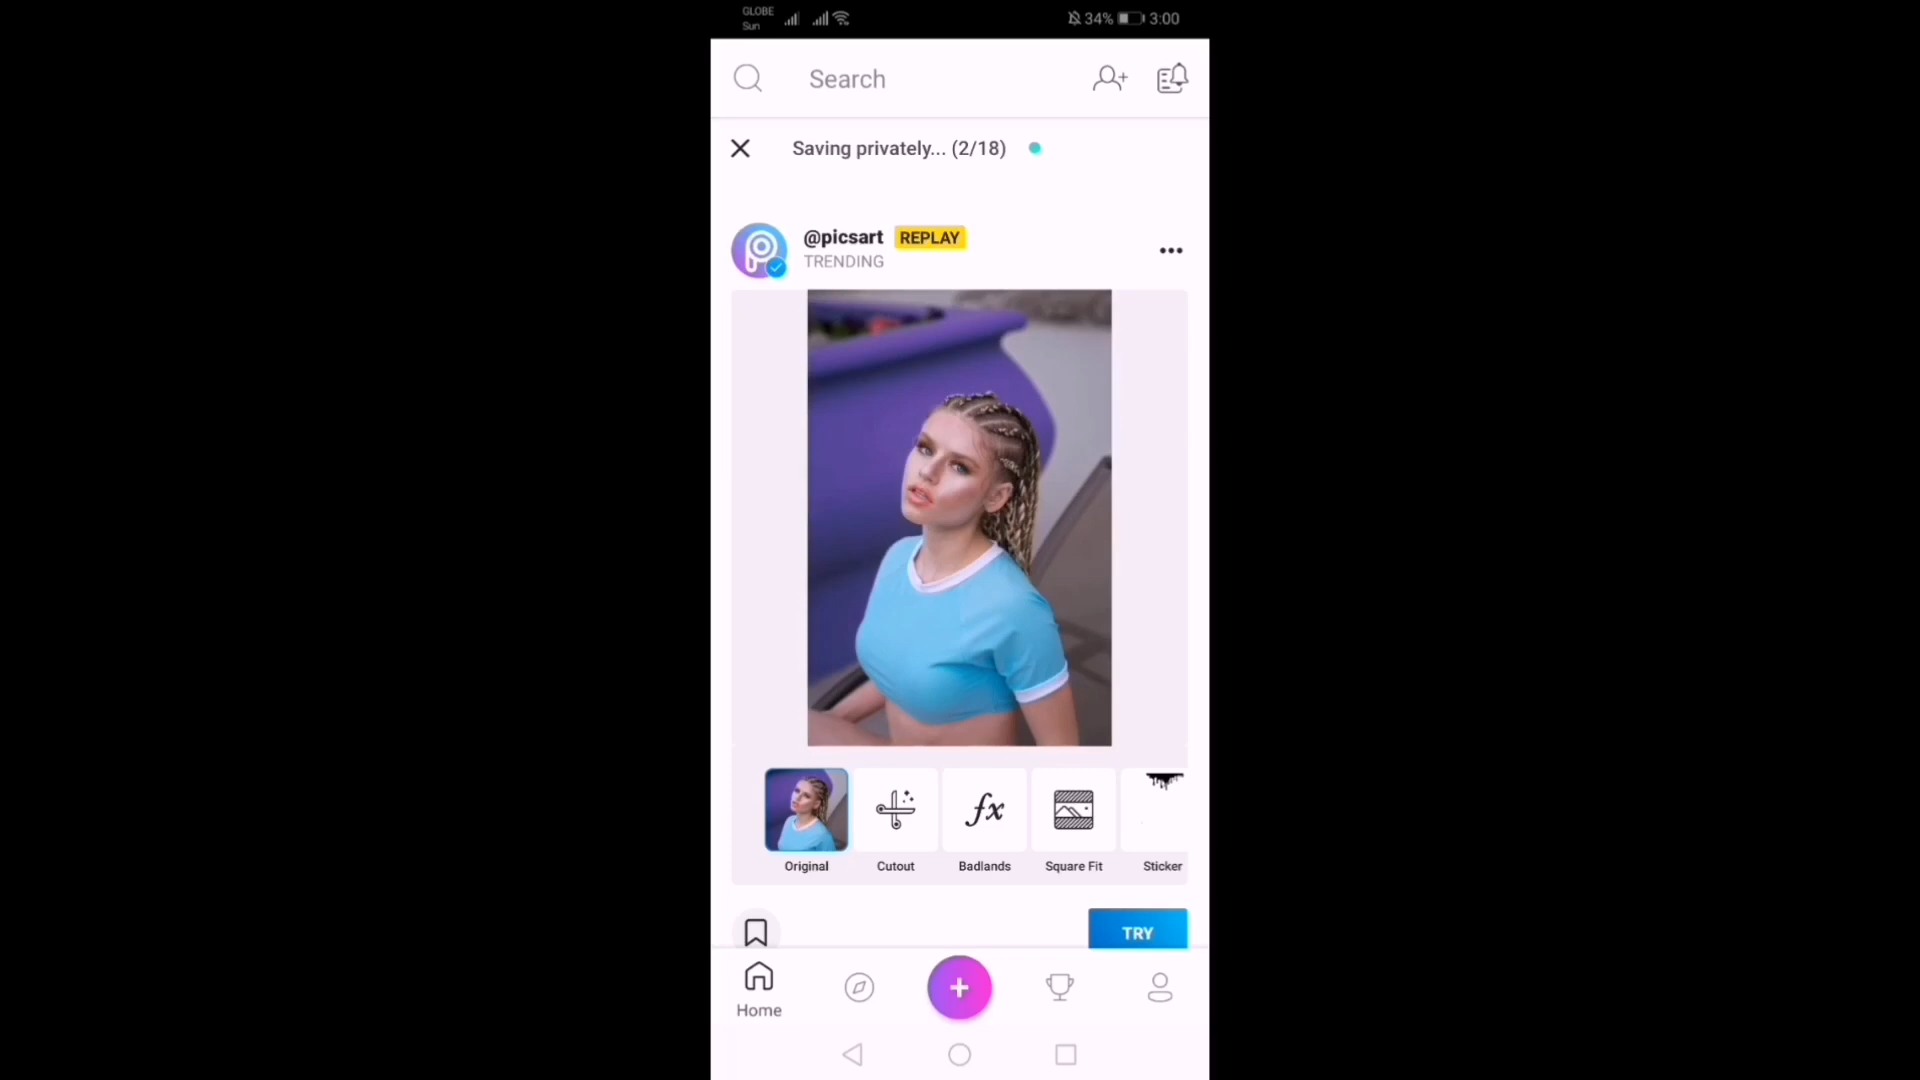 GLOBE
Sun
34%
3:00
Search
Saving privately... (2/18)
@picsart REPLAY
TRENDING
fx
Original Cutout Badlands Square Fit Sticker
TRY
Home